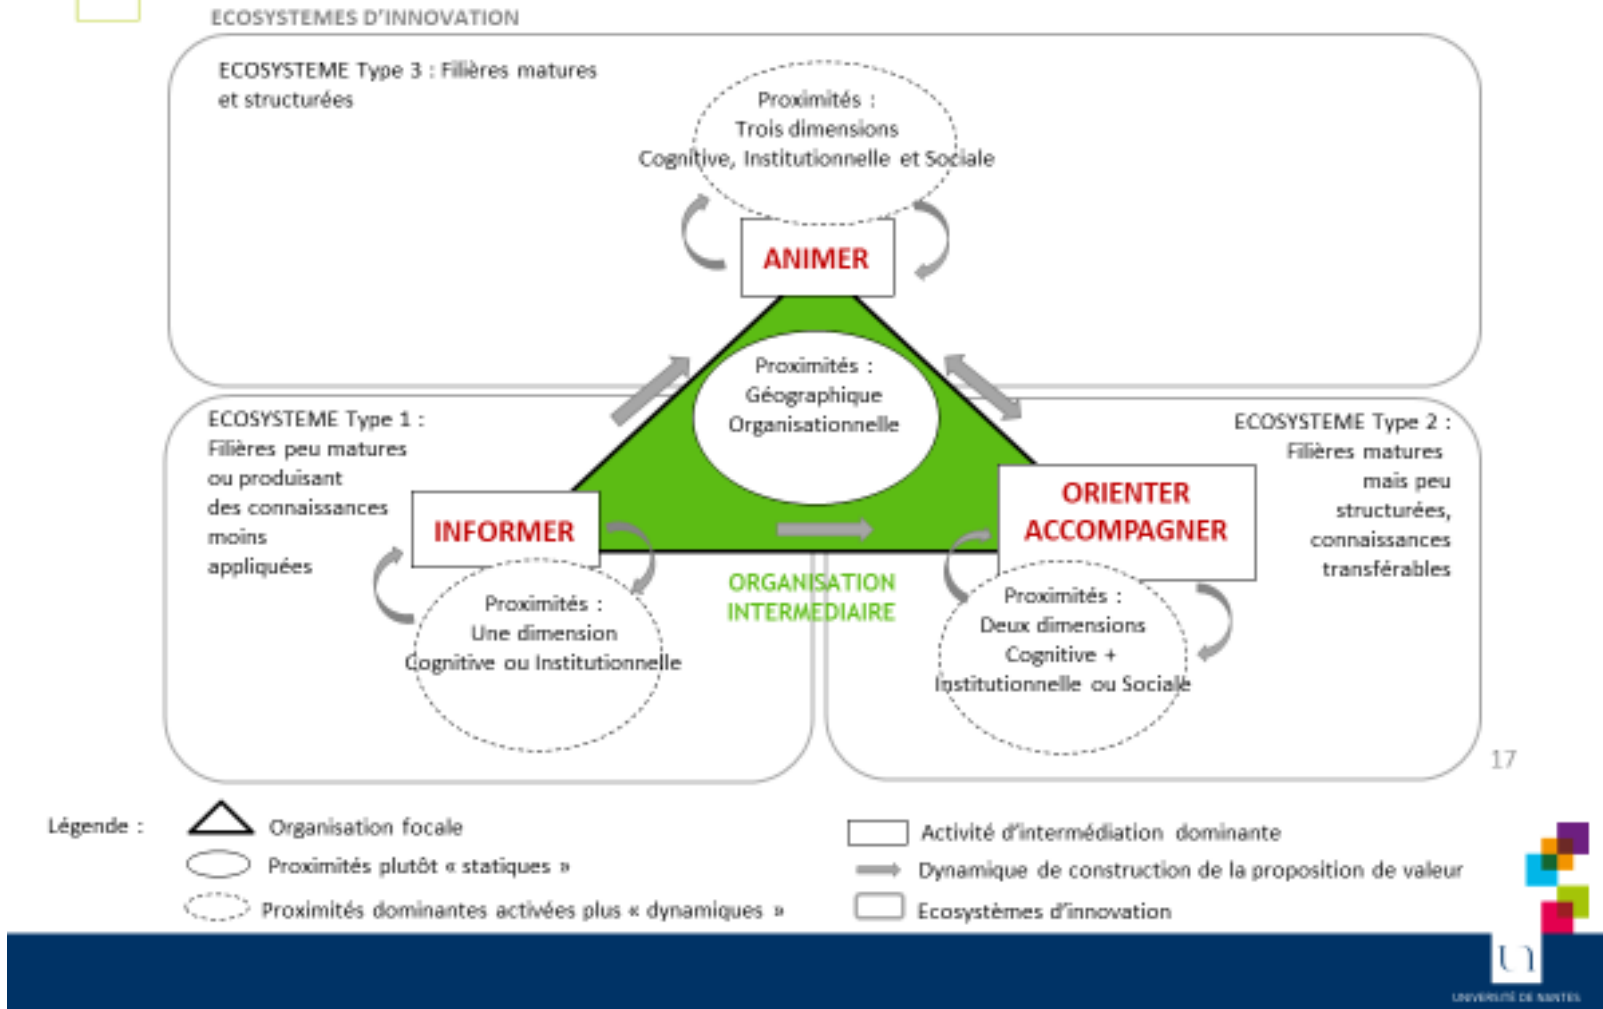 ECOSYSTEMES D'INNOVATION
ECOSYSTEME Type 3 : Filières matures
et structurées
Proximités :
Trois dimensions
Cognitive, Institutionnelle et Sociale
ANIMER
Proximités :
Géographique
Organisationnelle
ECOSYSTEME Type 1 :
Filières peu matures
ou produisant
des connaissances
moins
appliquées
INFORMER
Proximités :
Une dimension
Cognitive ou Institutionnelle
ORGANISATION
INTERMEDIAIRE
ECOSYSTEME Type 2 :
Filières matures
mais peu
structurées,
connaissances
transférables
ORIENTER
ACCOMPAGNER
Proximités :
Deux dimensions
Cognitive +
Institutionnelle ou Sociale
17
Légende :
Organisation focale
Proximités plutôt « statiques »
Proximités dominantes activées plus « dynamiques »
Activité d'intermédiation dominante
Dynamique de construction de la proposition de valeur
Ecosystèmes d'innovation
UNIVERSITÉ DE NANTES